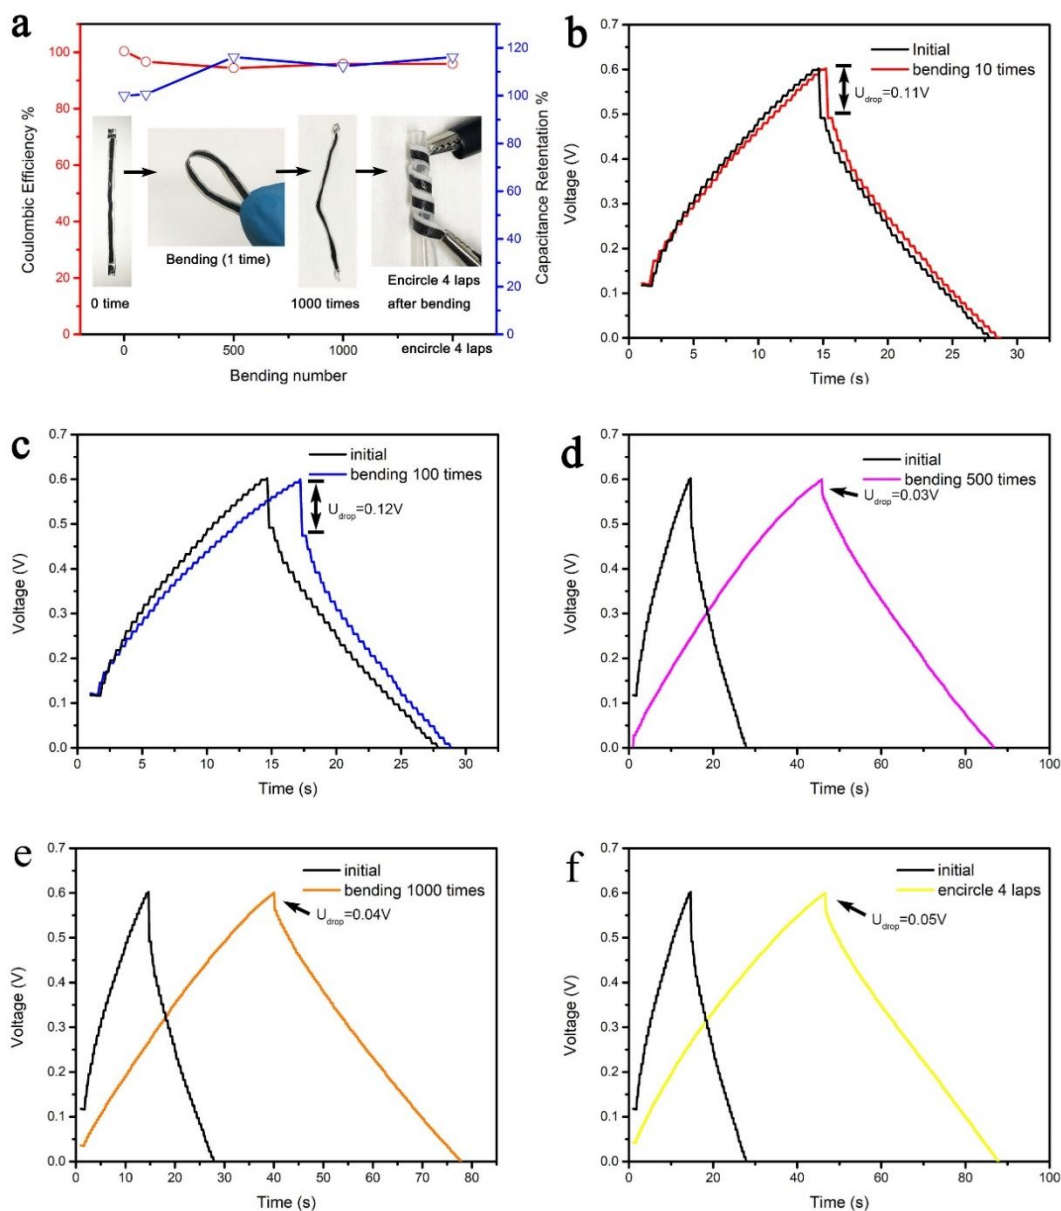 a
Coulombic Efficiency %
100
80
60
40
20
0
120
100
80
60
40
20
0
Capacitance Retentation %
Bending (1 time)
0 time
1000 times
Encircle 4 laps
after bending
0
500
1000
encircle 4 laps
Bending number
b
Initial
bending 10 times
U_drop=0.11V
Voltage (V)
0.7
0.6
0.5
0.4
0.3
0.2
0.1
0.0
0
5
10
15
20
25
30
Time (s)
c
initial
bending 100 times
U_drop=0.12V
Voltage (V)
0.7
0.6
0.5
0.4
0.3
0.2
0.1
0.0
0
5
10
15
20
25
30
Time (s)
d
initial
bending 500 times
U_drop=0.03V
Voltage (V)
0.7
0.6
0.5
0.4
0.3
0.2
0.1
0.0
0
20
40
60
80
100
Time (s)
e
initial
bending 1000 times
U_drop=0.04V
Voltage (V)
0.7
0.6
0.5
0.4
0.3
0.2
0.1
0.0
0
10
20
30
40
50
60
70
80
Time (s)
f
initial
encircle 4 laps
U_drop=0.05V
Voltage (V)
0.7
0.6
0.5
0.4
0.3
0.2
0.1
0.0
0
20
40
60
80
100
Time (s)